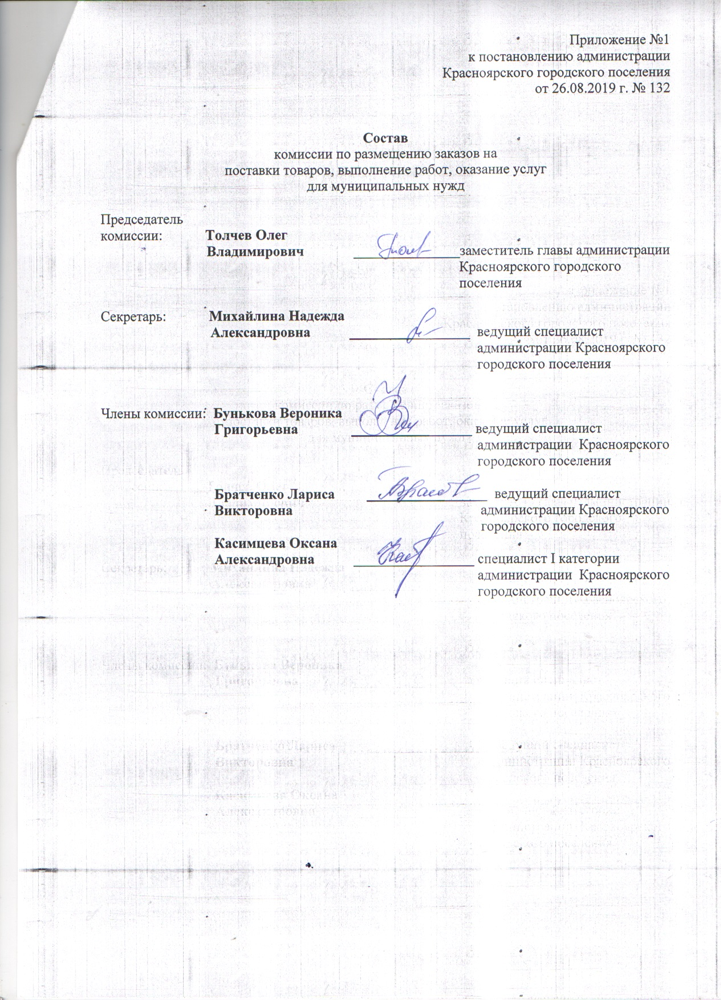 Приложение №1
к постановлению администрации
Красноярского городского поселения
от 26.08.2019 г. № 132
Состав
комиссии по размещению заказов на
поставки товаров, выполнение работ, оказание услуг
для муниципальных нужд
Председатель
комиссии: Толчев Олег
Владимирович заместитель главы администрации
Красноярского городского
поселения
Секретарь: Михайлина Надежда
Александровна ведущий специалист
администрации Красноярского
городского поселения
Члены комиссии: Бунькова Вероника
Григорьевна ведущий специалист
администрации Красноярского
городского поселения
Братченко Лариса ведущий специалист
Викторовна администрации Красноярского
городского поселения
Касимцева Оксана
Александровна специалист I категории
администрации Красноярского
городского поселения